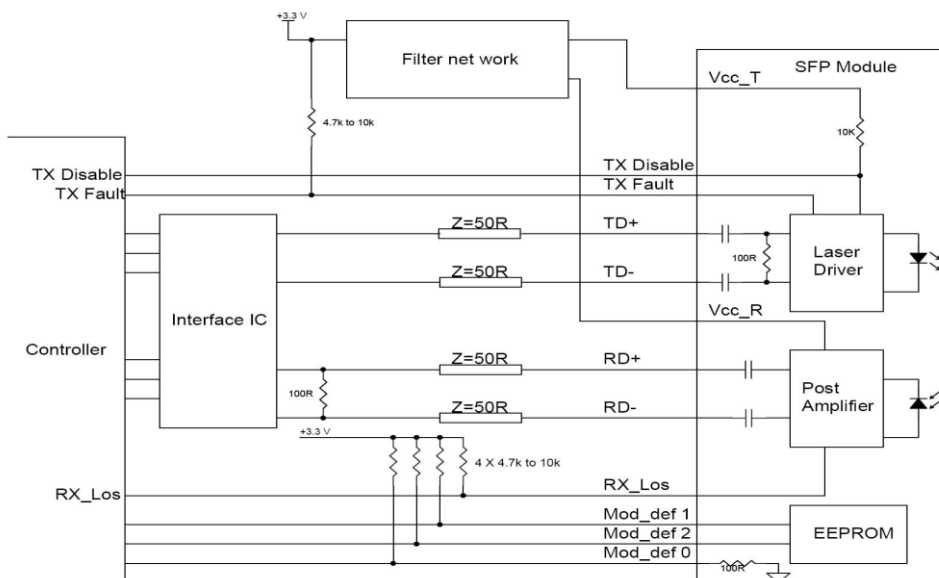 +3.3 V
Filter net work
SFP Module
Vcc_T
4.7k to 10k
10K
TX Disable
TX Disable
TX Fault
TX Fault
Z=50R
TD+
Laser
Driver
100R
Z=50R
TD-
Interface IC
Vcc_R
Controller
Z=50R
RD+
Post
Amplifier
100R
Z=50R
RD-
+3.3 V
4 X 4.7k to 10k
RX_Los
RX_Los
Mod_def 1
Mod_def 2
EEPROM
Mod_def 0
100R